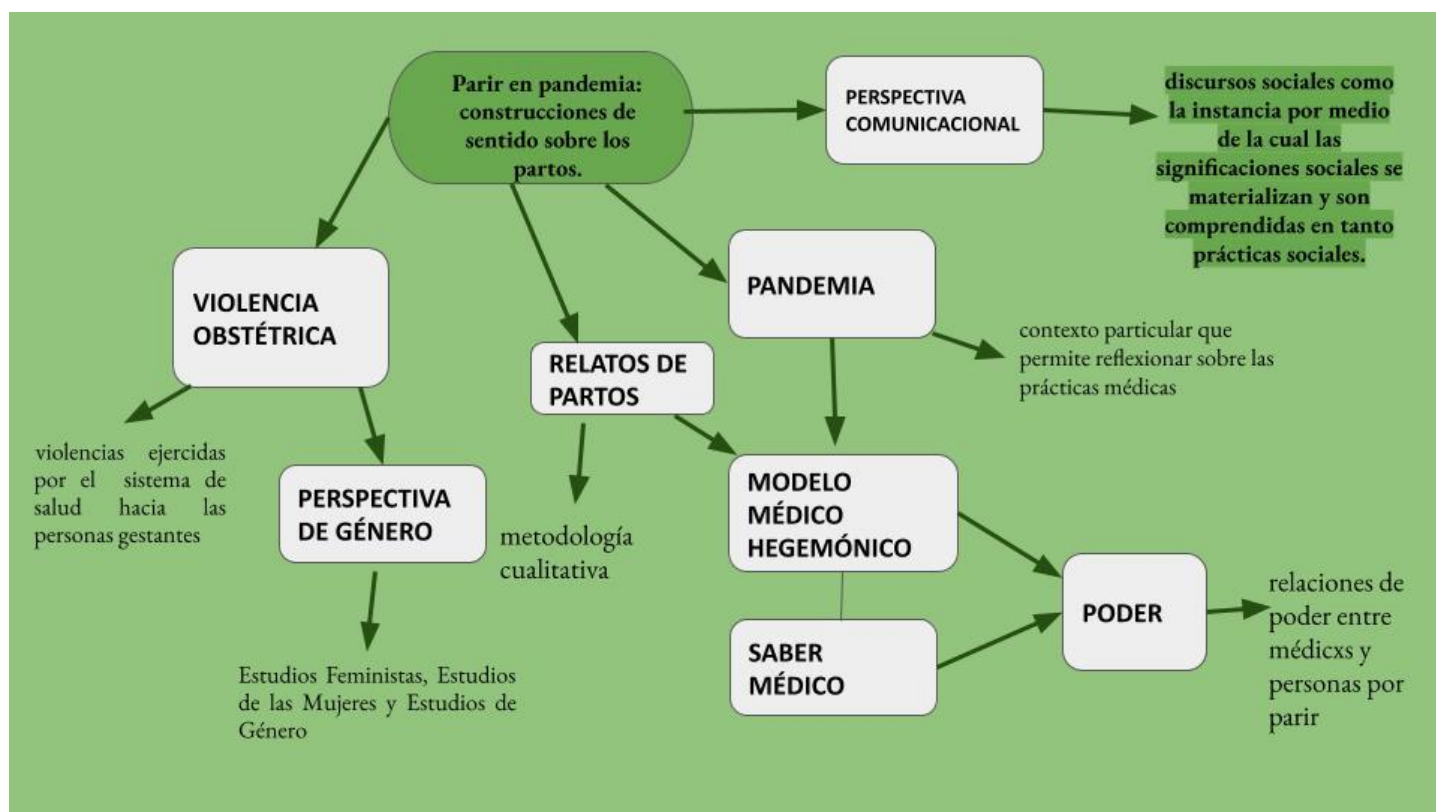 Parir en pandemia:
construcciones de
sentido sobre los
partos.
PERSPECTIVA
COMUNICACIONAL
discursos sociales como
la instancia por medio
de la cual las
significaciones sociales se
materializan y son
comprendidas en tanto
prácticas sociales.
VIOLENCIA
OBSTÉTRICA
RELATOS DE
PARTOS
PANDEMIA
contexto particular que
permite reflexionar sobre las
prácticas médicas
violencias ejercidas
por el sistema de
salud hacia las
personas gestantes
PERSPECTIVA
DE GÉNERO
metodología
cualitativa
MODELO
MÉDICO
HEGEMÓNICO
SABER
MÉDICO
PODER
relaciones de
poder entre
médicxs y
personas por
parir
Estudios Feministas, Estudios
de las Mujeres y Estudios de
Género